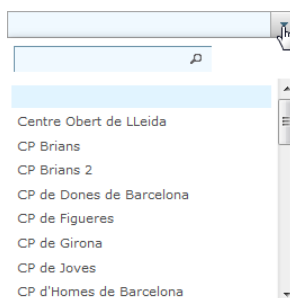 Centre Obert de LLeida
CP Brians
CP Brians 2
CP de Dones de Barcelona
CP de Figueres
CP de Girona
CP de Joves
CP d'Homes de Barcelona